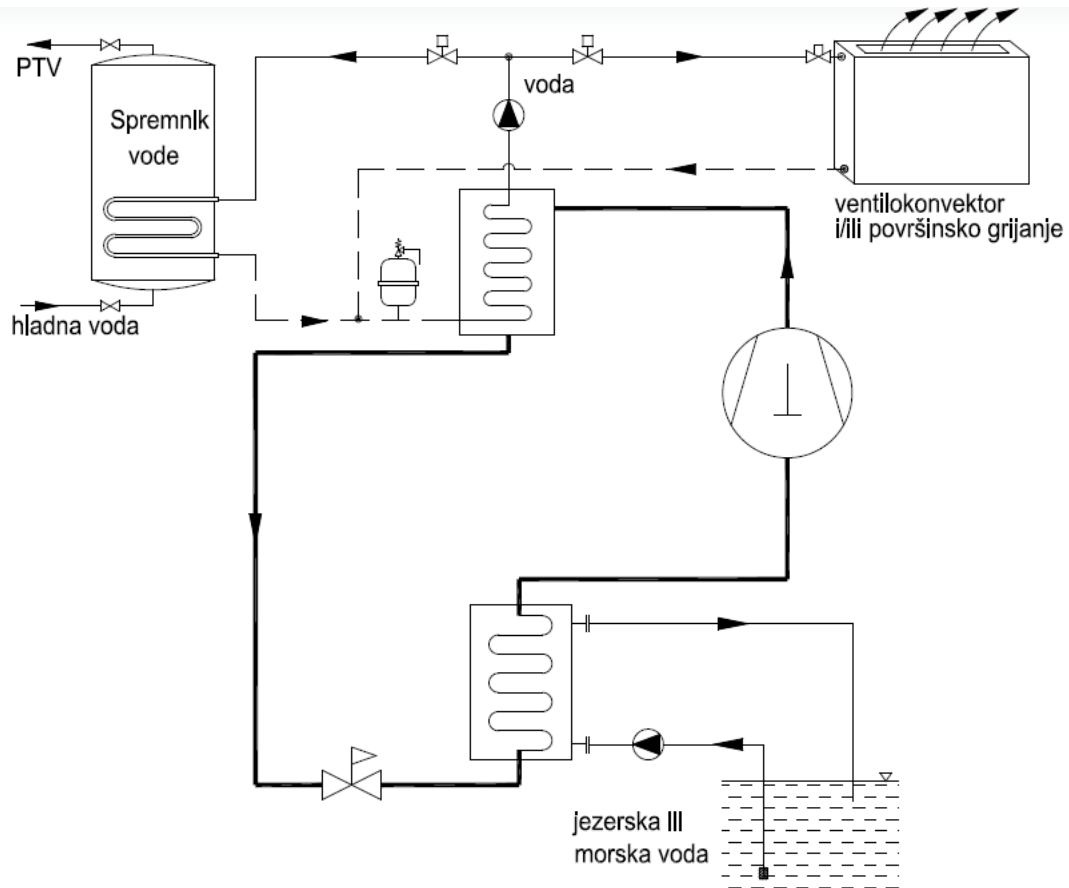 PTV
Spremnik
vode
hladna voda
voda
ventilokonvektor
i/ili površinsko grijanje
jezerska ili
morska voda